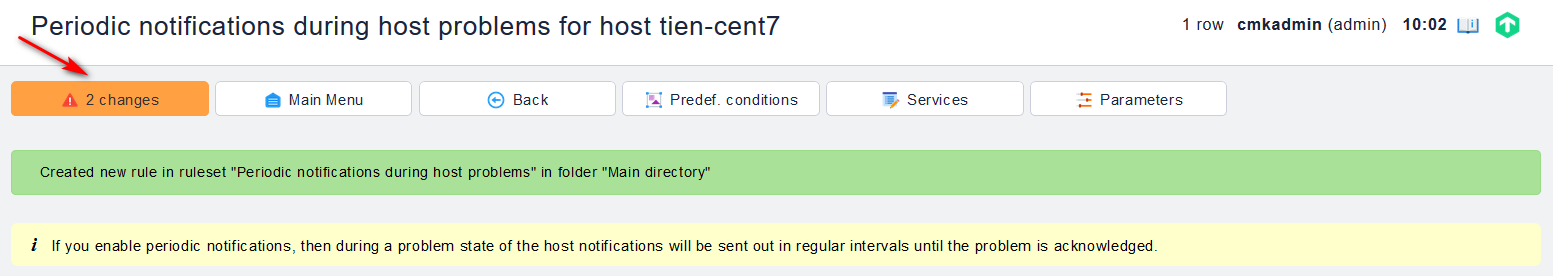 Periodic notifications during host problems for host tien-cent7
1 row cmkadmin (admin) 10:02
2 changes
Main Menu
Back
Predef. conditions
Services
Parameters
Created new rule in ruleset "Periodic notifications during host problems" in folder "Main directory"
i If you enable periodic notifications, then during a problem state of the host notifications will be sent out in regular intervals until the problem is acknowledged.